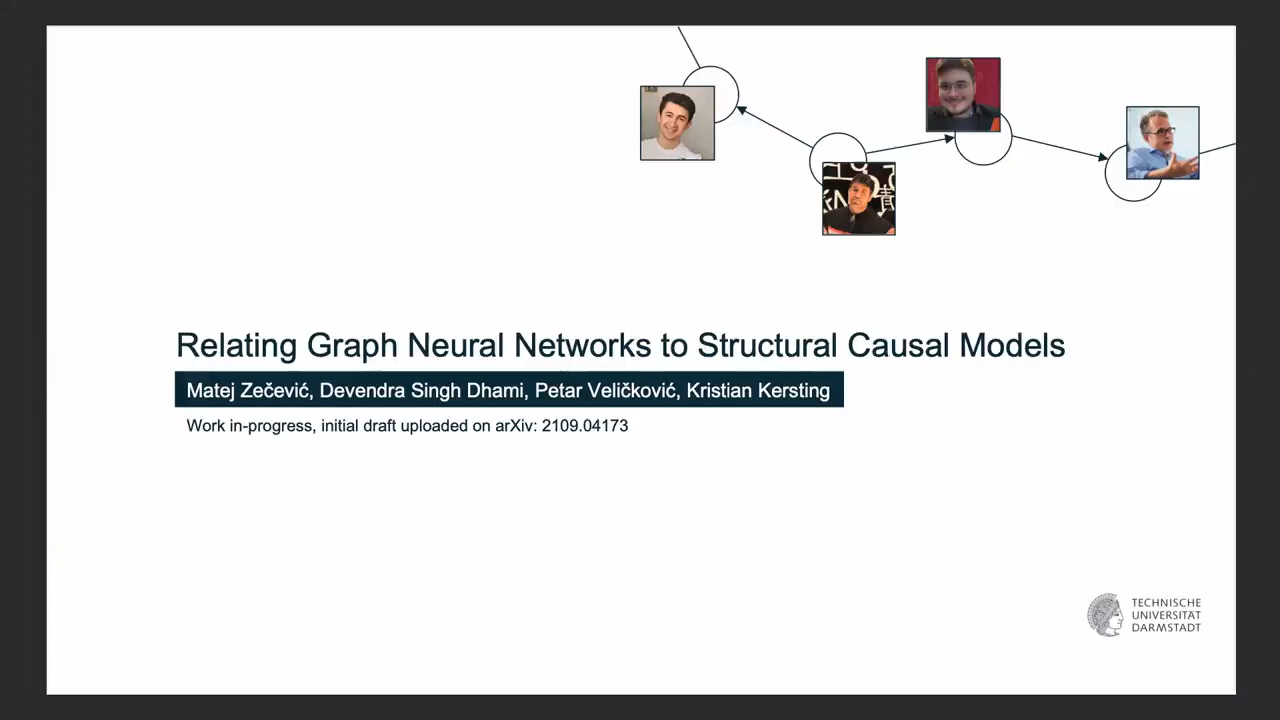 Relating Graph Neural Networks to Structural Causal Models
Matej Zečević, Devendra Singh Dhami, Petar Veličković, Kristian Kersting
Work in-progress, initial draft uploaded on arXiv: 2109.04173
TECHNISCHE
UNIVERSITÄT
DARMSTADT